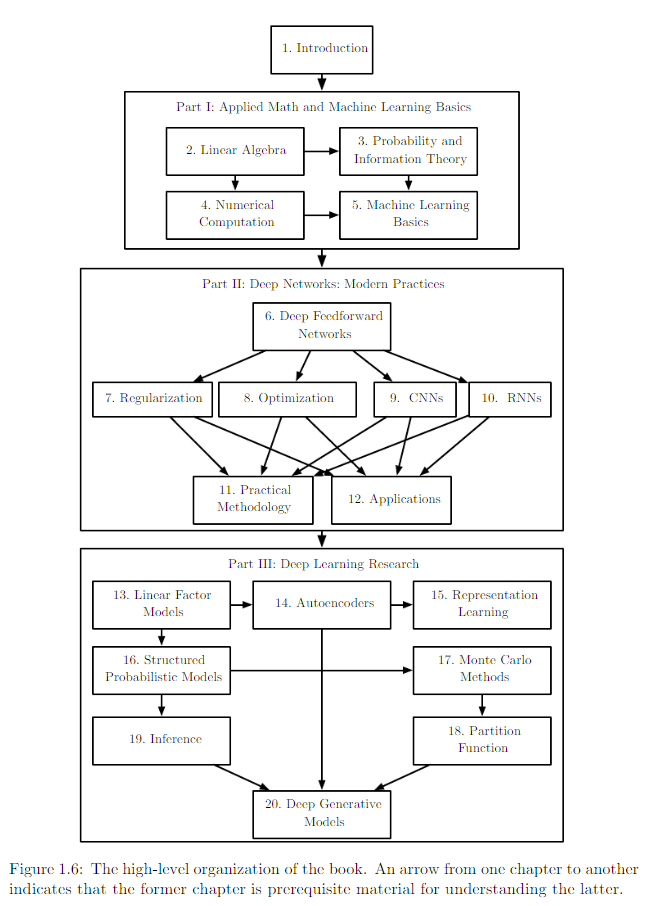 1. Introduction
Part I: Applied Math and Machine Learning Basics
2. Linear Algebra
3. Probability and
Information Theory
4. Numerical
Computation
5. Machine Learning
Basics
Part II: Deep Networks: Modern Practices
6. Deep Feedforward
Networks
7. Regularization
8. Optimization
9. CNNs
10. RNNs
11. Practical
Methodology
12. Applications
Part III: Deep Learning Research
13. Linear Factor
Models
14. Autoencoders
15. Representation
Learning
16. Structured
Probabilistic Models
17. Monte Carlo
Methods
19. Inference
18. Partition
Function
20. Deep Generative
Models
Figure 1.6: The high-level organization of the book. An arrow from one chapter to another
indicates that the former chapter is prerequisite material for understanding the latter.